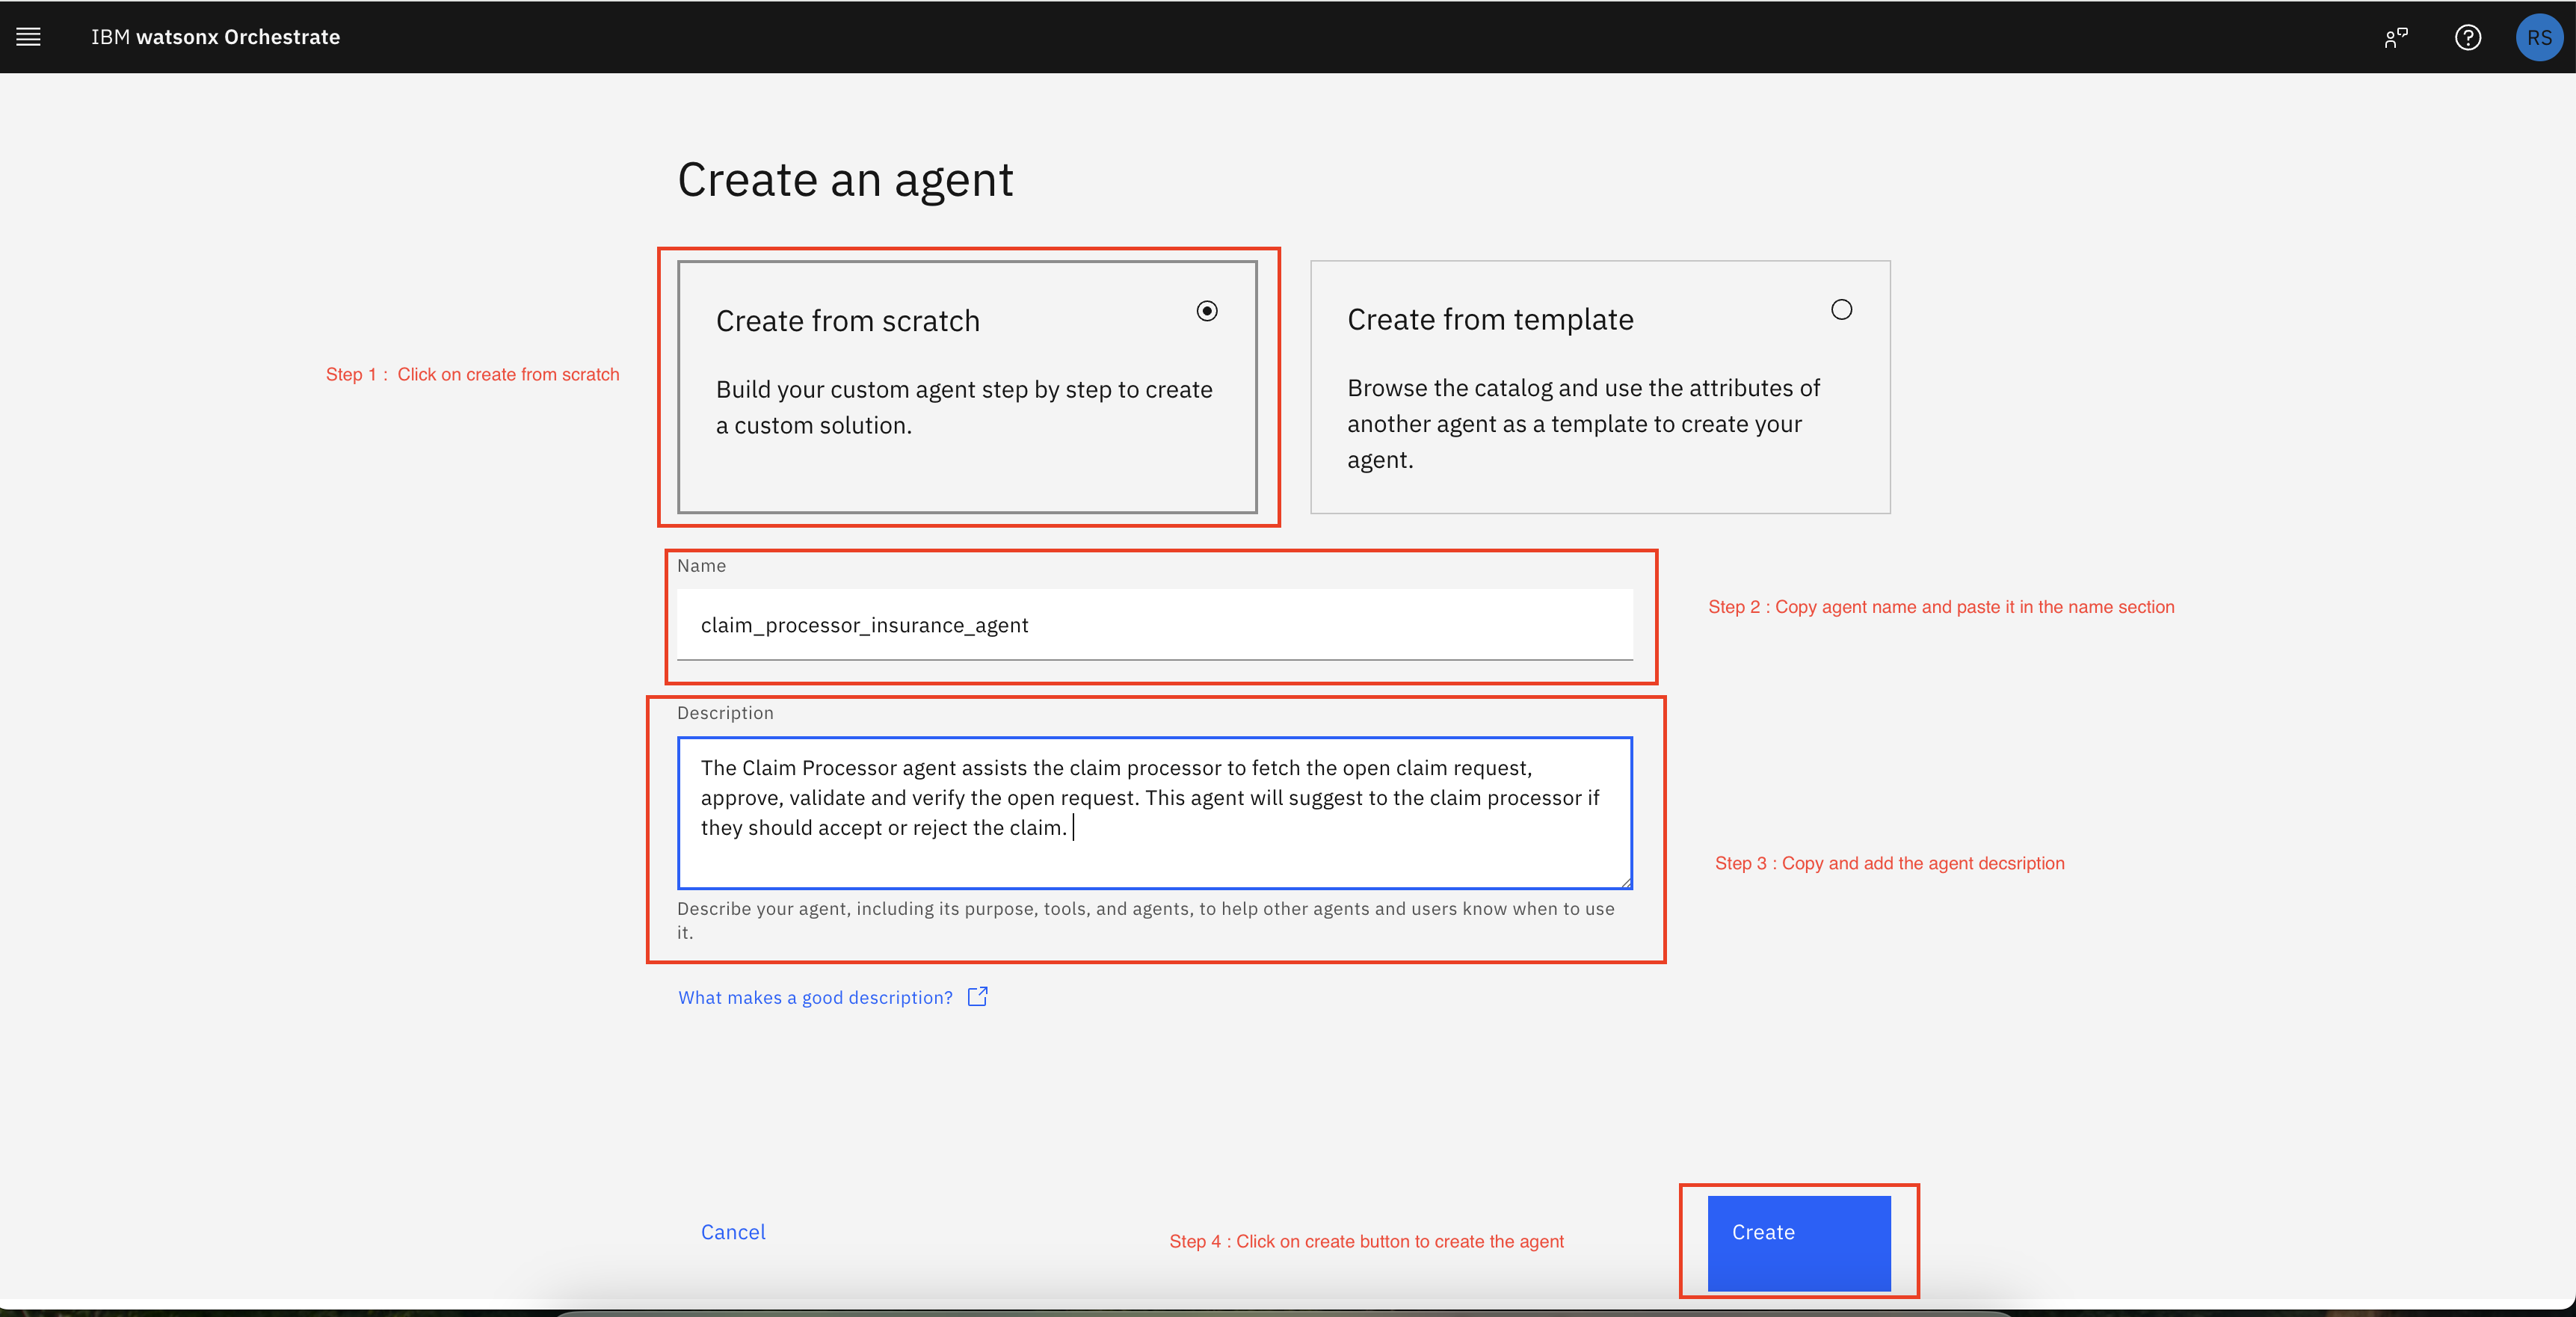 IBM watsonx Orchestrate
RS
Create an agent
Create from scratch
Build your custom agent step by step to create
a custom solution.
Create from template
Browse the catalog and use the attributes of
another agent as a template to create your
agent.
Step 1 : Click on create from scratch
Name
claim_processor_insurance_agent
Step 2 : Copy agent name and paste it in the name section
Description
The Claim Processor agent assists the claim processor to fetch the open claim request,
approve, validate and verify the open request. This agent will suggest to the claim processor if
they should accept or reject the claim.
Step 3 : Copy and add the agent decsription
Describe your agent, including its purpose, tools, and agents, to help other agents and users know when to use
it.
What makes a good description?
Cancel
Step 4 : Click on create button to create the agent
Create